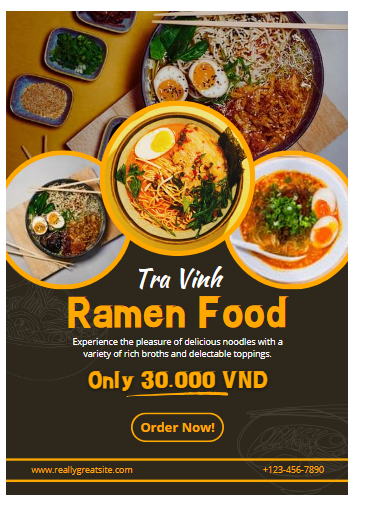 Tra Vinh
Ramen Food
Experience the pleasure of delicious noodles with a
variety of rich broths and delectable toppings.
Only 30.000 VND
Order Now!
www.reallygreatsite.com
+123-456-7890